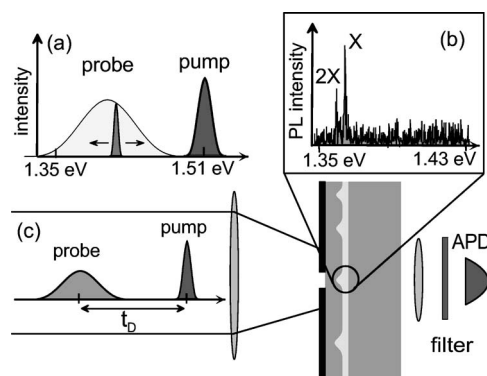 (a)
probe
pump
intensity
1.35 eV
1.51 eV
(b)
PL intensity
2X
X
1.35 eV
1.43 eV
(c)
probe
pump
t_D
APD
filter